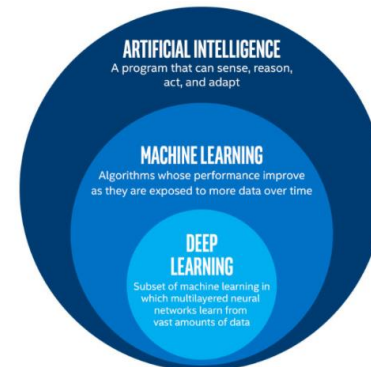 ARTIFICIAL INTELLIGENCE
A program that can sense, reason,
act, and adapt
MACHINE LEARNING
Algorithms whose performance improve
as they are exposed to more data over time
DEEP
LEARNING
Subset of machine learning in
which multilayered neural
networks learn from
vast amounts of data